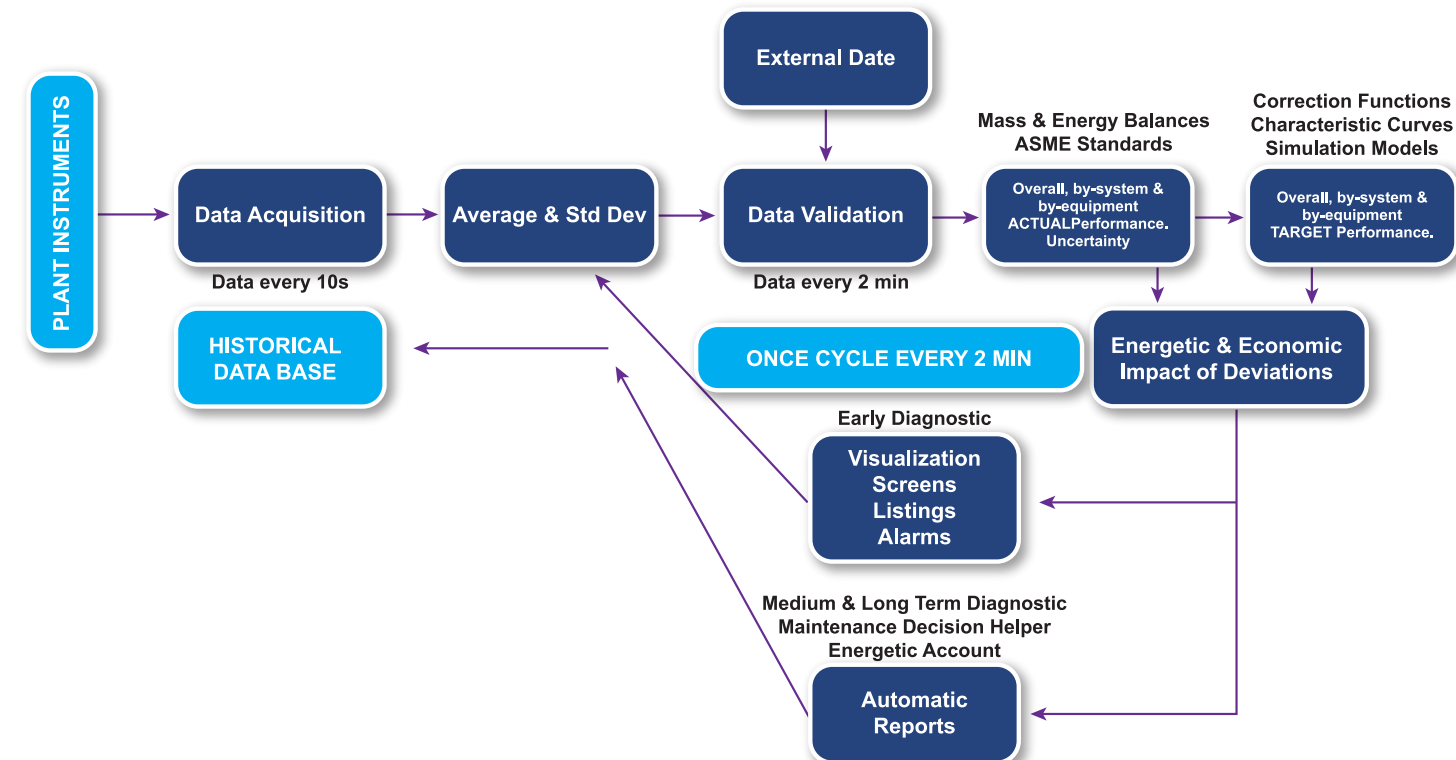 PLANT INSTRUMENTS
External Date
Mass & Energy Balances
ASME Standards
Correction Functions
Characteristic Curves
Simulation Models
Data Acquisition
Average & Std Dev
Data Validation
Overall, by-system &
by-equipment
ACTUALPerformance.
Uncertainty
Overall, by-system &
by-equipment
TARGET Performance.
Data every 10s
Data every 2 min
HISTORICAL
DATA BASE
ONCE CYCLE EVERY 2 MIN
Energetic & Economic
Impact of Deviations
Early Diagnostic
Visualization
Screens
Listings
Alarms
Medium & Long Term Diagnostic
Maintenance Decision Helper
Energetic Account
Automatic
Reports